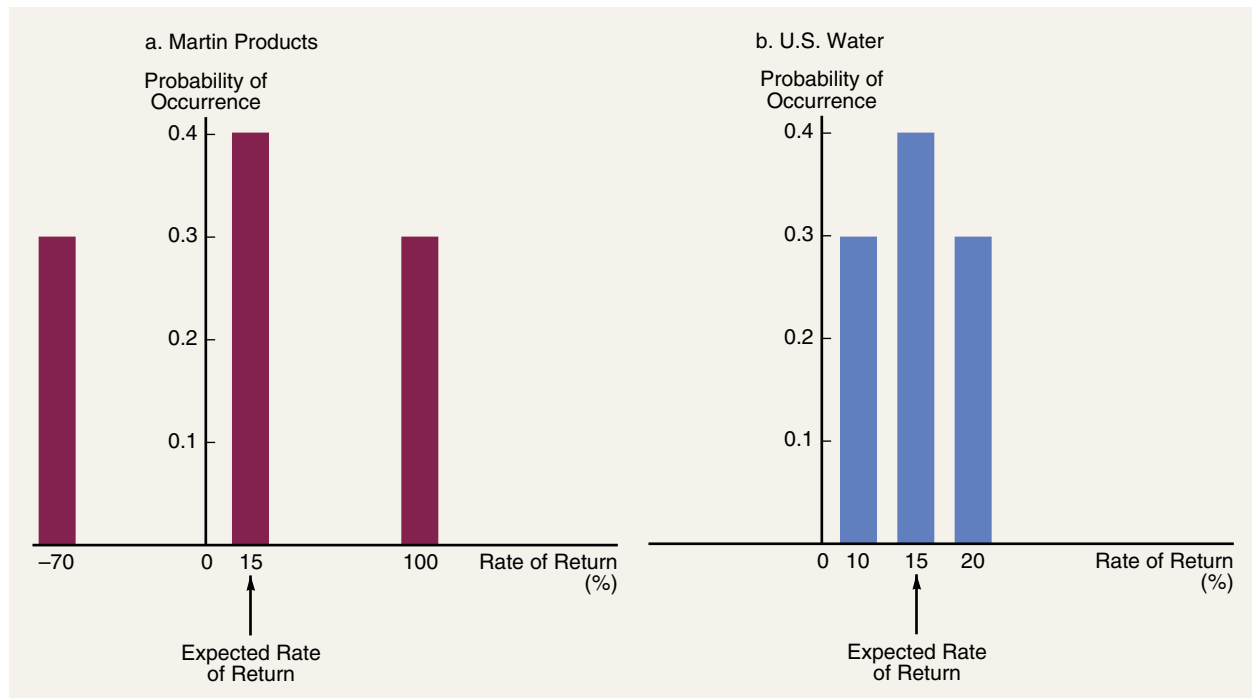 a. Martin Products
Probability of
Occurrence
0.4
0.3
0.2
0.1
–70
0
15
100
Rate of Return
(%)
Expected Rate
of Return
b. U.S. Water
Probability of
Occurrence
0.4
0.3
0.2
0.1
0
10
15
20
Rate of Return
(%)
Expected Rate
of Return